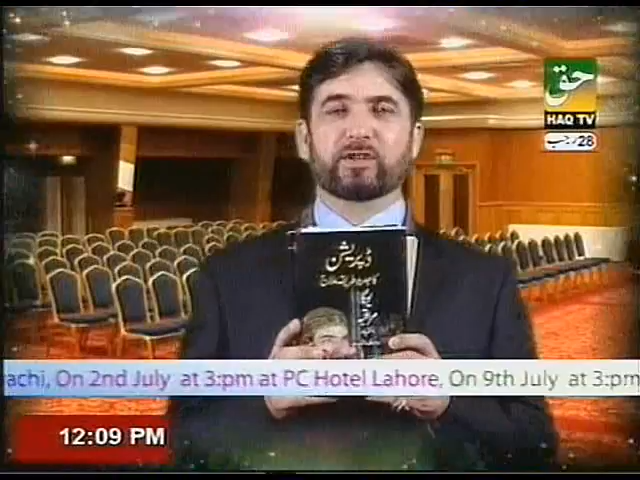 حق
HAQ TV
28 رجب
ڈپریشن
achi, On 2nd July at 3:pm at PC Hotel Lahore, On 9th July at 3:pm
12:09 PM